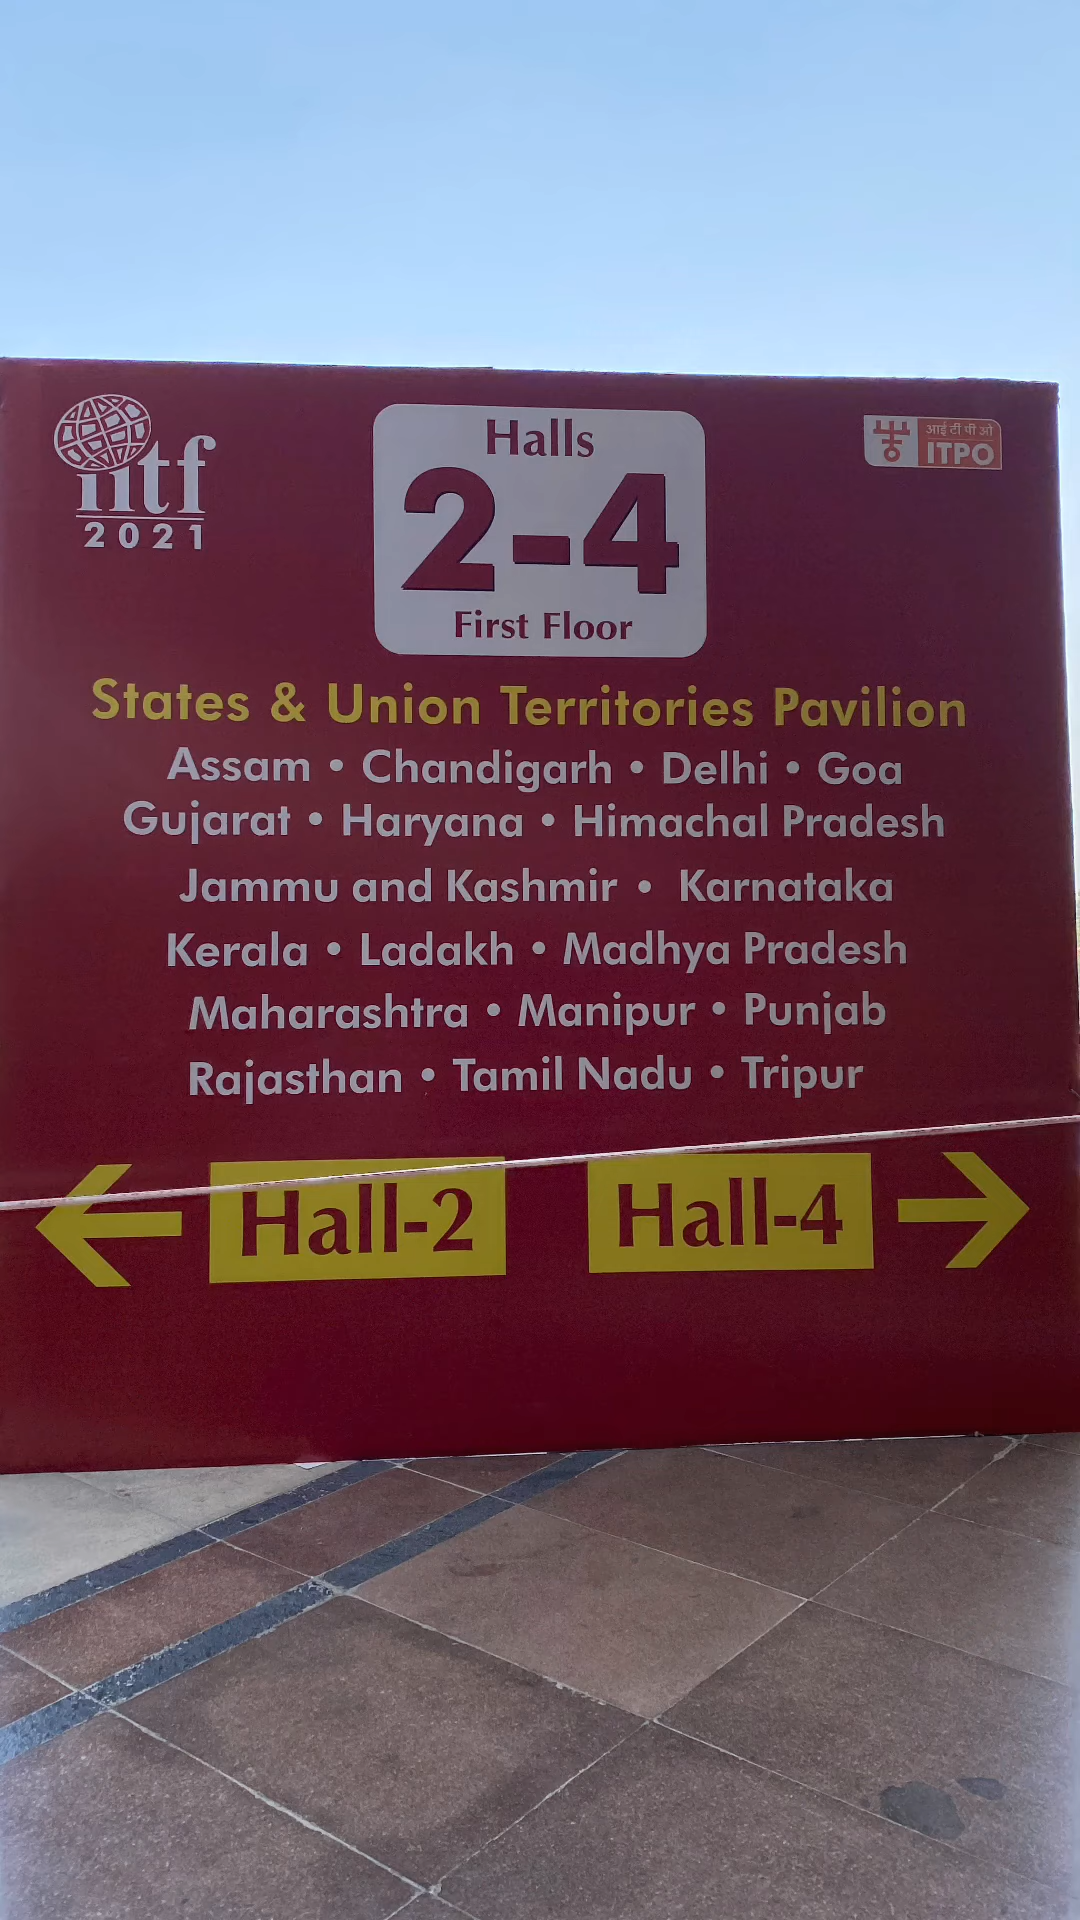 iitf
2021
Halls
2-4
First Floor
आई टी पी ओ
ITPO
States & Union Territories Pavilion
Assam • Chandigarh • Delhi • Goa
Gujarat • Haryana • Himachal Pradesh
Jammu and Kashmir • Karnataka
Kerala • Ladakh • Madhya Pradesh
Maharashtra • Manipur • Punjab
Rajasthan • Tamil Nadu • Tripur
← Hall-2 Hall-4 →